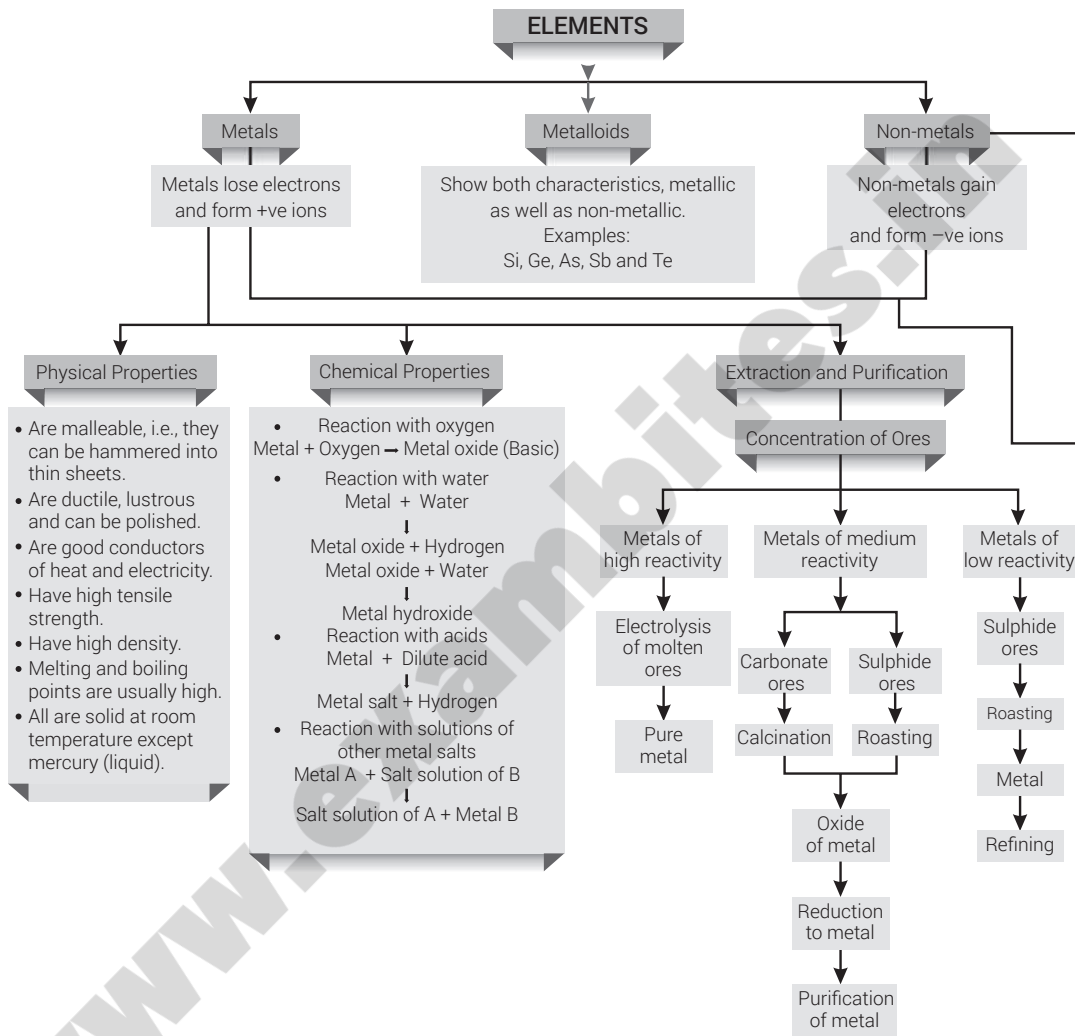 ELEMENTS
Metals
Metalloids
Non-metals
Metals lose electrons
and form +ve ions
Show both characteristics, metallic
as well as non-metallic.
Examples:
Si, Ge, As, Sb and Te
Non-metals gain
electrons
and form –ve ions
Physical Properties
Chemical Properties
Extraction and Purification
• Are malleable, i.e., they
can be hammered into
thin sheets.
• Are ductile, lustrous
and can be polished.
• Are good conductors
of heat and electricity.
• Have high tensile
strength.
• Have high density.
• Melting and boiling
points are usually high.
• All are solid at room
temperature except
mercury (liquid).
• Reaction with oxygen
Metal + Oxygen → Metal oxide (Basic)
• Reaction with water
Metal + Water
↓
Metal oxide + Hydrogen
Metal oxide + Water
↓
Metal hydroxide
• Reaction with acids
Metal + Dilute acid
↓
Metal salt + Hydrogen
• Reaction with solutions of
other metal salts
Metal A + Salt solution of B
↓
Salt solution of A + Metal B
Concentration of Ores
Metals of
high reactivity
Electrolysis
of molten
ores
Pure
metal
Metals of medium
reactivity
Carbonate
ores
Calcination
Sulphide
ores
Roasting
Oxide
of metal
Reduction
to metal
Purification
of metal
Metals of
low reactivity
Sulphide
ores
Roasting
Metal
Refining
www.exambites.in